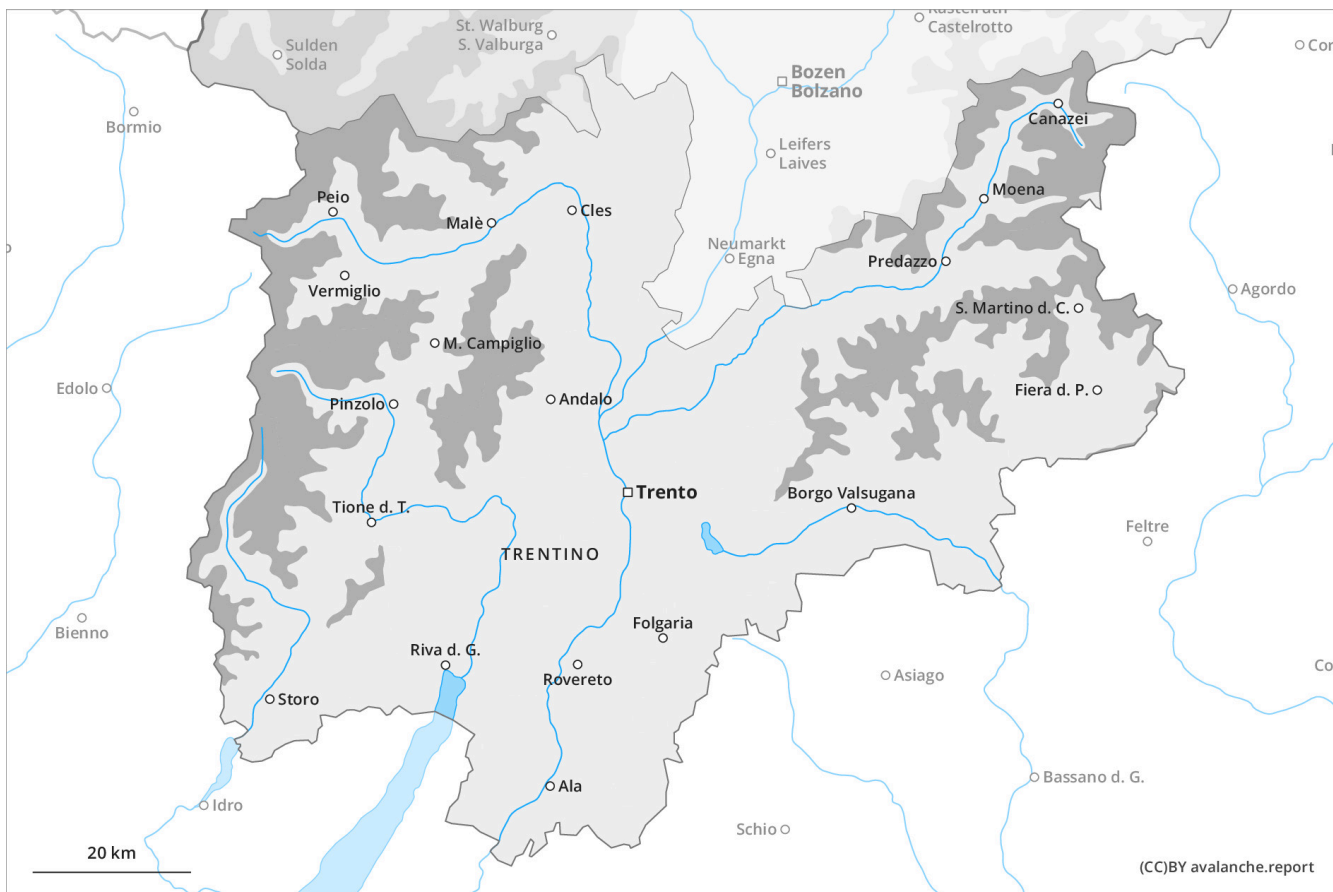 St. Walburg
S. Valburga
Castelrotto
Sulden
Solda
Bozen
Bolzano
Bormio
Canazei
Leifers
Laives
Peio
Moena
Malè
Cles
Neumarkt
Egna
Predazzo
Vermiglio
Agordo
S. Martino d. C.
M. Campiglio
Edolo
Andalo
Fiera d. P.
Pinzolo
Trento
Borgo Valsugana
Tione d. T.
Feltre
TRENTINO
Folgaria
Bienno
Riva d. G.
Rovereto
Asiago
Storo
Bassano d. G.
Ala
Idro
Schio
20 km
(CC)BY avalanche.report